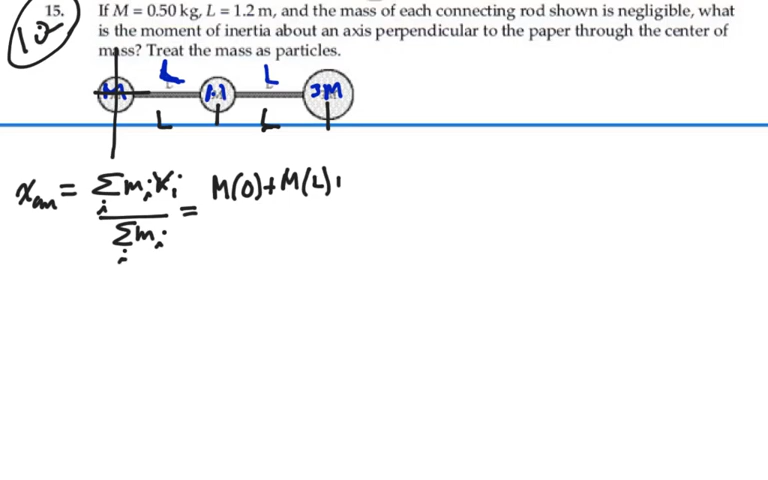 15. If M = 0.50 kg, L = 1.2 m, and the mass of each connecting rod shown is negligible, what
is the moment of inertia about an axis perpendicular to the paper through the center of
mass? Treat the mass as particles.
L L
M M 3M
L L
x_cm = Σ_i m_i x_i / Σ_i m_i = M(0)+M(L)